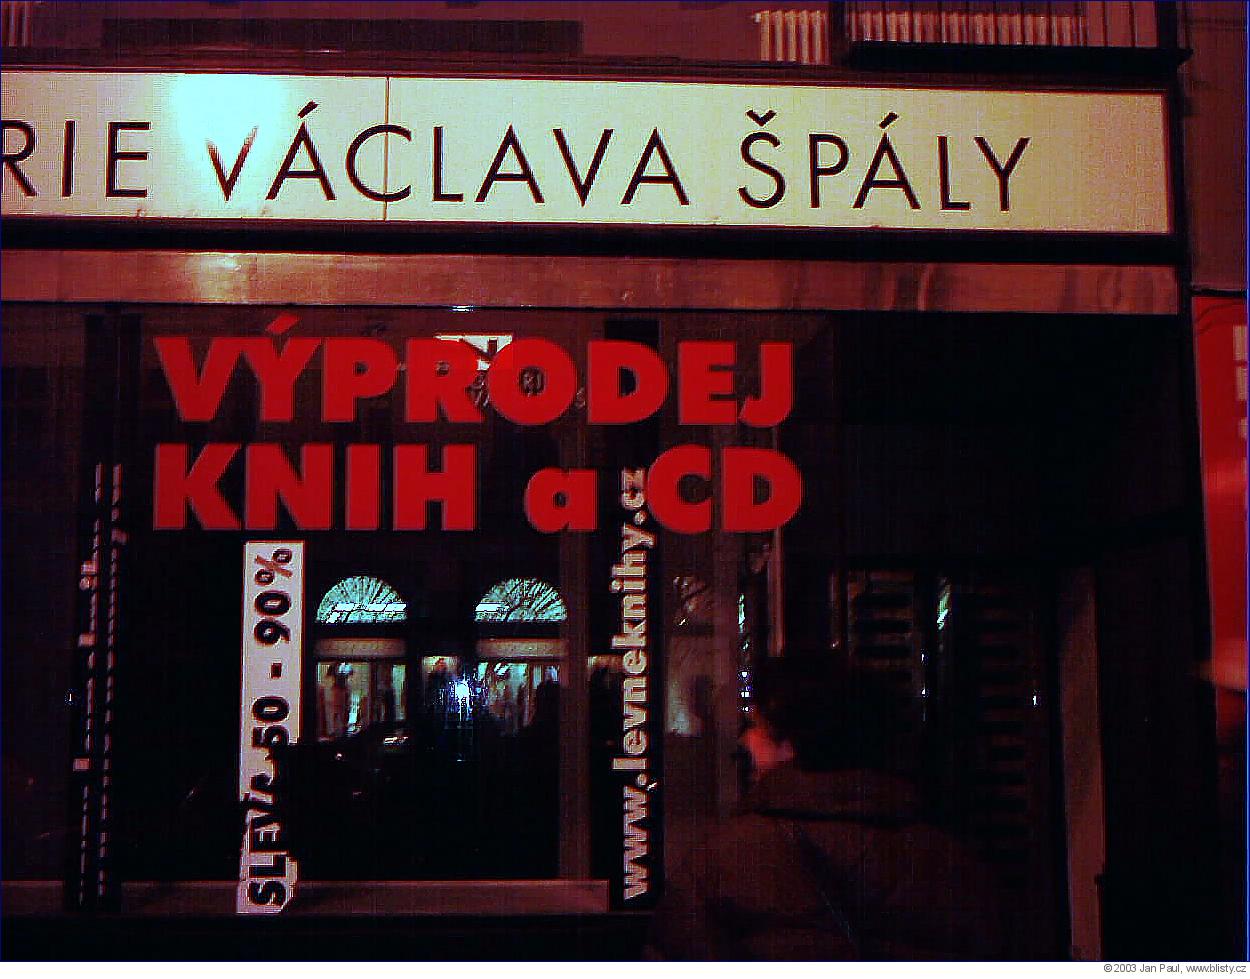 RIE VÁCLAVA ŠPÁLY
VÝPRODEJ
KNIH a CD
SLEVA 50 - 90%
www.levneknihy.cz
©2003 Jan Paul, www.blisty.cz